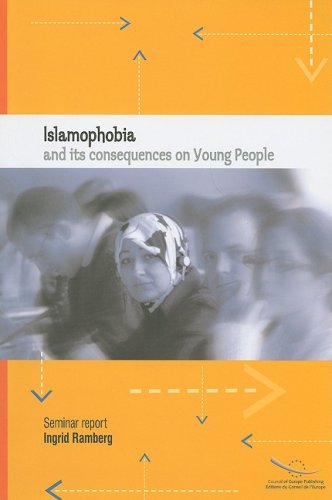 Islamophobia
and its consequences on Young People
Seminar report
Ingrid Ramberg
Council of Europe Publishing
Editions du Conseil de l'Europe